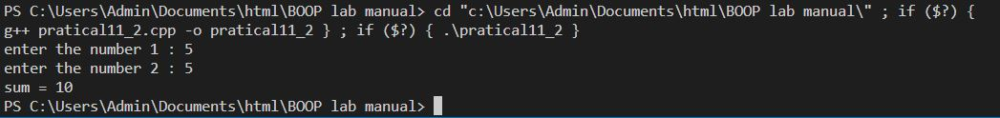 PS C:\Users\Admin\Documents\html\BOOP lab manual> cd "c:\Users\Admin\Documents\html\BOOP lab manual\" ; if ($?) {
g++ pratical11_2.cpp -o pratical11_2 } ; if ($?) { .\pratical11_2 }
enter the number 1 : 5
enter the number 2 : 5
sum = 10
PS C:\Users\Admin\Documents\html\BOOP lab manual>